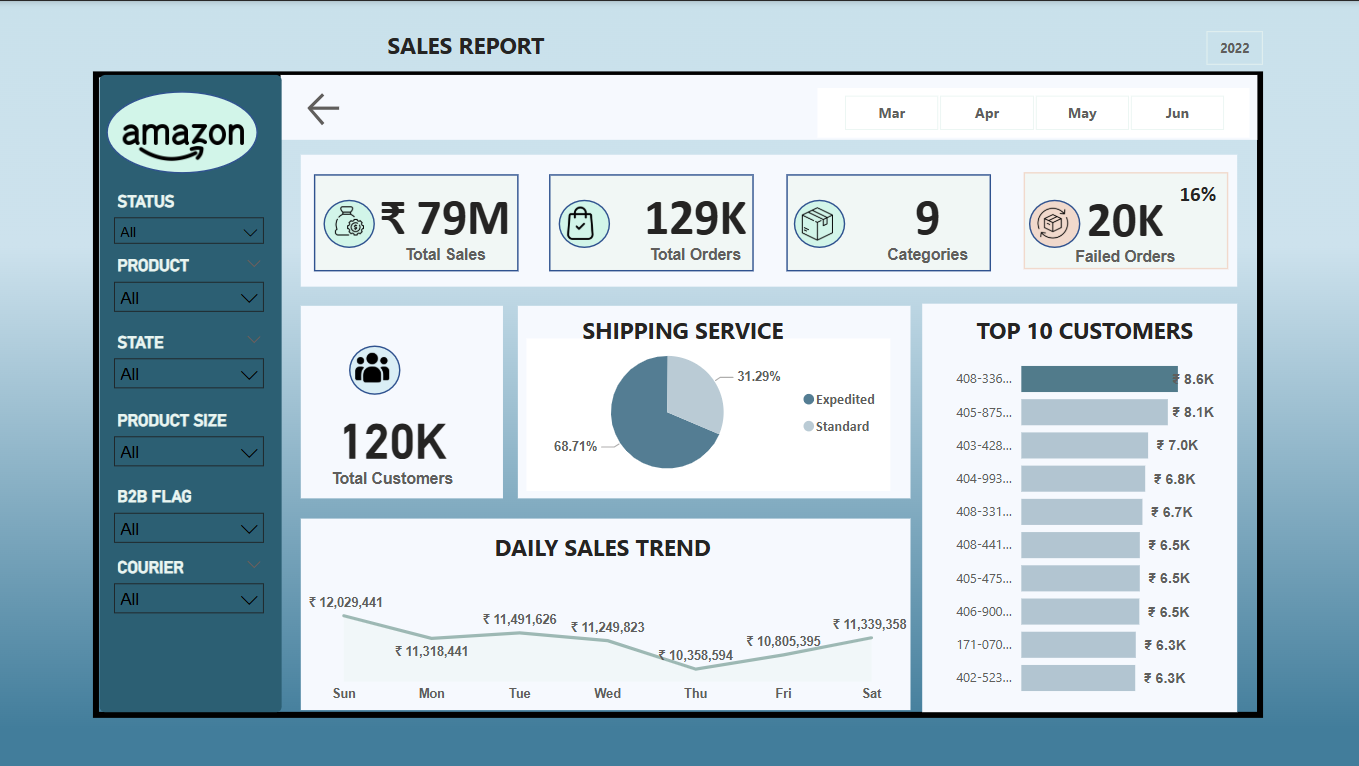 SALES REPORT
2022
amazon
Mar Apr May Jun
STATUS
All
PRODUCT
All
STATE
All
PRODUCT SIZE
All
B2B FLAG
All
COURIER
All
₹ 79M
Total Sales
129K
Total Orders
9
Categories
16%
20K
Failed Orders
120K
Total Customers
SHIPPING SERVICE
31.29%
68.71%
Expedited
Standard
TOP 10 CUSTOMERS
408-336... ₹ 8.6K
405-875... ₹ 8.1K
403-428... ₹ 7.0K
404-993... ₹ 6.8K
408-331... ₹ 6.7K
408-441... ₹ 6.5K
405-475... ₹ 6.5K
406-900... ₹ 6.5K
171-070... ₹ 6.3K
402-523... ₹ 6.3K
DAILY SALES TREND
₹ 12,029,441
₹ 11,318,441
₹ 11,491,626
₹ 11,249,823
₹ 10,358,594
₹ 10,805,395
₹ 11,339,358
Sun Mon Tue Wed Thu Fri Sat